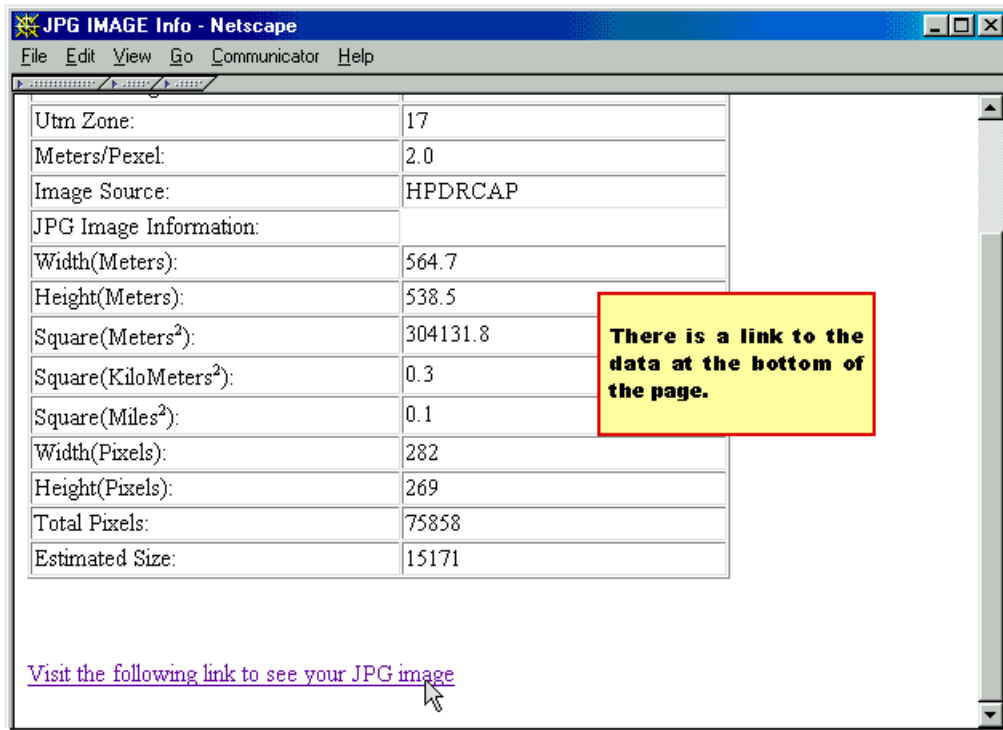 JPG IMAGE Info - Netscape
File Edit View Go Communicator Help
Utm Zone: 17
Meters/Pexel: 2.0
Image Source: HPDRCAP
JPG Image Information:
Width(Meters): 564.7
Height(Meters): 538.5
Square(Meters²): 304131.8
Square(KiloMeters²): 0.3
Square(Miles²): 0.1
Width(Pixels): 282
Height(Pixels): 269
Total Pixels: 75858
Estimated Size: 15171
There is a link to the
data at the bottom of
the page.
Visit the following link to see your JPG image